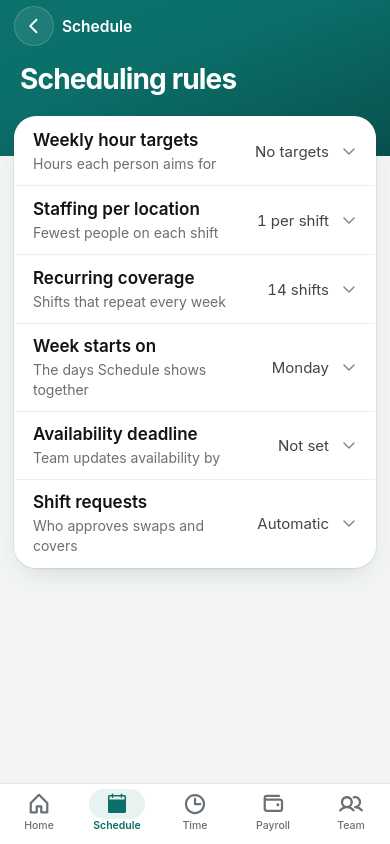 Schedule
Scheduling rules
Weekly hour targets
Hours each person aims for
No targets
Staffing per location
Fewest people on each shift
1 per shift
Recurring coverage
Shifts that repeat every week
14 shifts
Week starts on
The days Schedule shows
together
Monday
Availability deadline
Team updates availability by
Not set
Shift requests
Who approves swaps and
covers
Automatic
Home
Schedule
Time
Payroll
Team